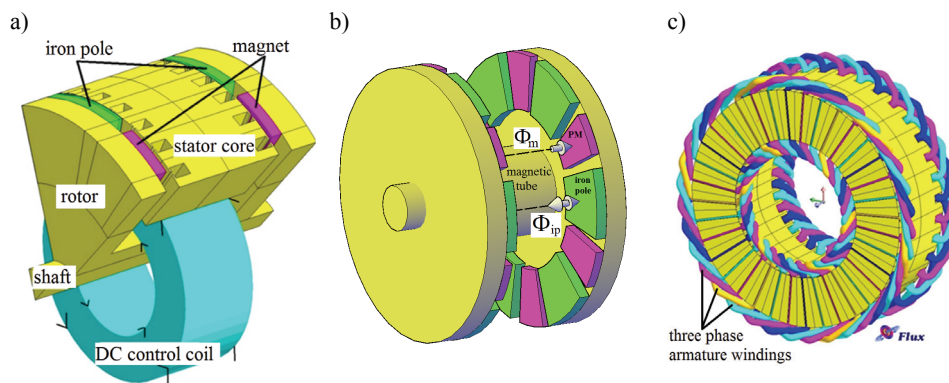 a)
iron pole
magnet
stator core
rotor
shaft
DC control coil
b)
Φm
PM
magnetic
tube
iron
pole
Φip
c)
three phase
armature windings
Flux